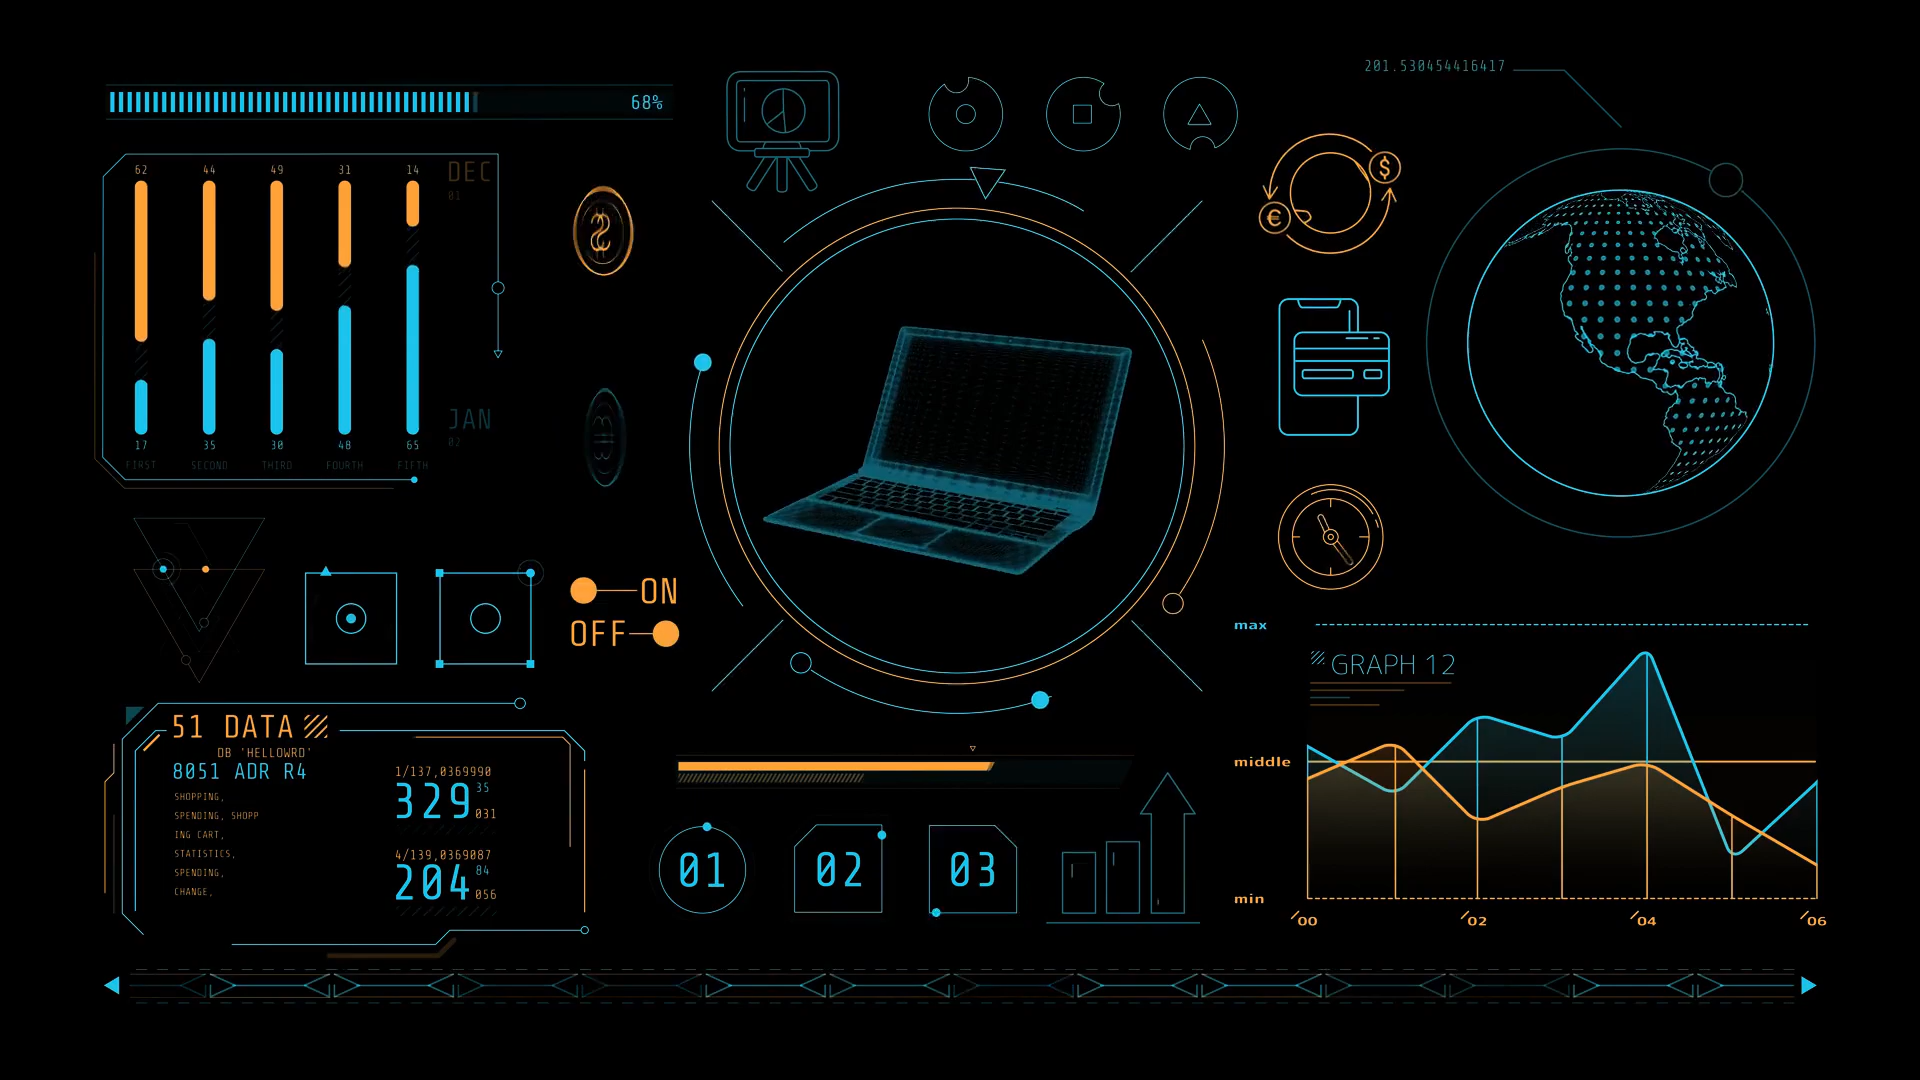 201.530454416417
68%
62 44 49 31 14
DEC
01
JAN
02
17 35 30 48 65
FIRST SECOND THIRD FOURTH FIFTH
$
€
ON
OFF
51 DATA
DB 'HELLOWRD'
8051 ADR R4
SHOPPING,
SPENDING, SHOPP
ING CART,
STATISTICS,
SPENDING,
CHANGE,
1/137,0369990
329 35
031
4/139,0369087
204 84
056
01 02 03
max
GRAPH 12
middle
min
00 02 04 06